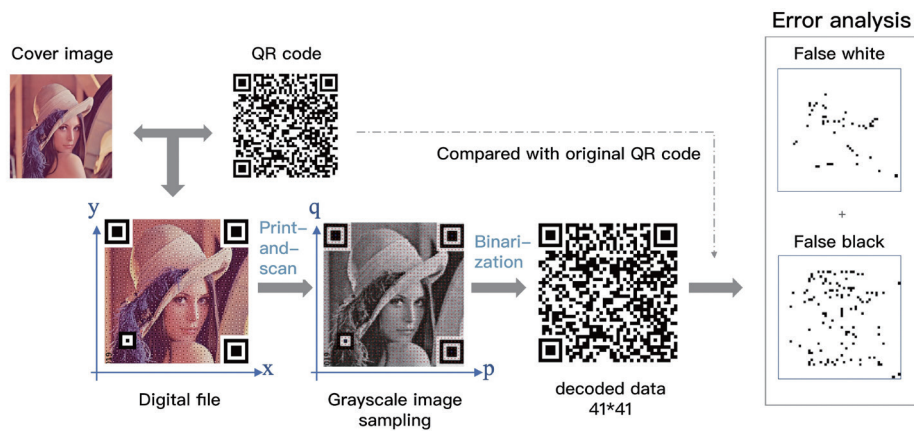 Error analysis
Cover image
QR code
False white
Compared with original QR code
+
y
Print-
and-
scan
q
Binari-
zation
False black
x
p
Digital file
Grayscale image
sampling
decoded data
41*41